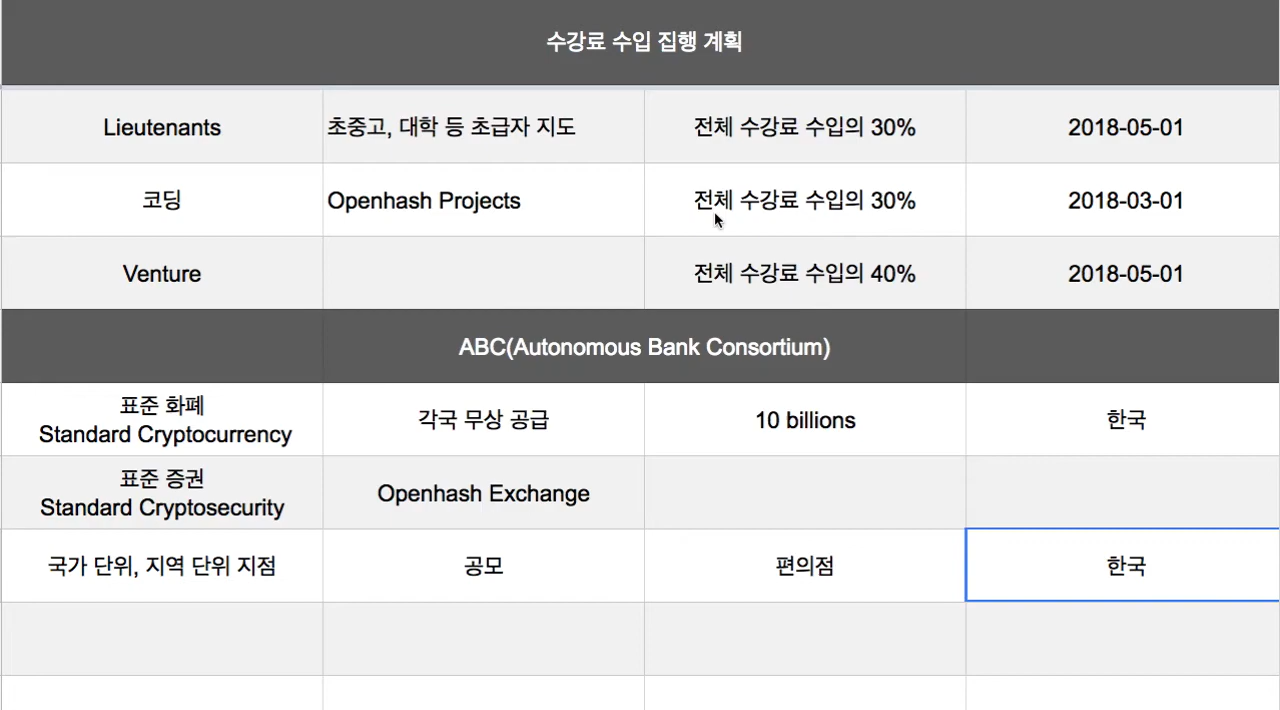 수강료 수입 집행 계획
Lieutenants 초중고, 대학 등 초급자 지도 전체 수강료 수입의 30% 2018-05-01
코딩 Openhash Projects 전체 수강료 수입의 30% 2018-03-01
Venture 전체 수강료 수입의 40% 2018-05-01
ABC(Autonomous Bank Consortium)
표준 화폐
Standard Cryptocurrency 각국 무상 공급 10 billions 한국
표준 증권
Standard Cryptosecurity Openhash Exchange
국가 단위, 지역 단위 지점 공모 편의점 한국